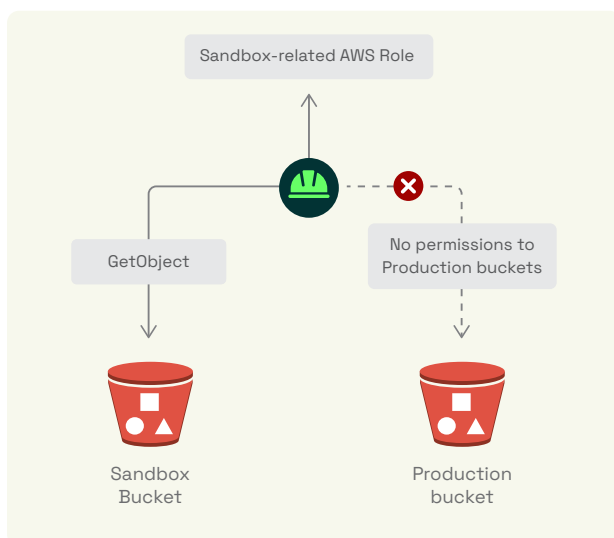 Sandbox-related AWS Role
GetObject
No permissions to
Production buckets
Sandbox
Bucket
Production
bucket